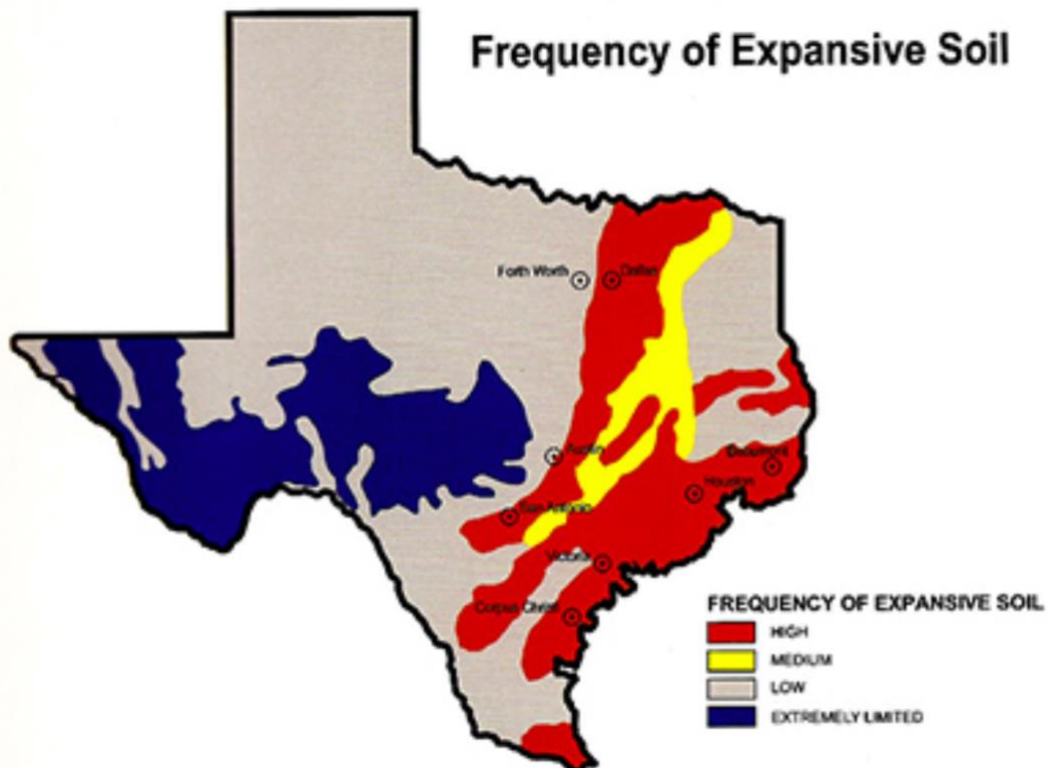 Frequency of Expansive Soil
Forth Worth
Dallas
Austin
Beaumont
Houston
San Antonio
Victoria
Corpus Christi
FREQUENCY OF EXPANSIVE SOIL
HIGH
MEDIUM
LOW
EXTREMELY LIMITED